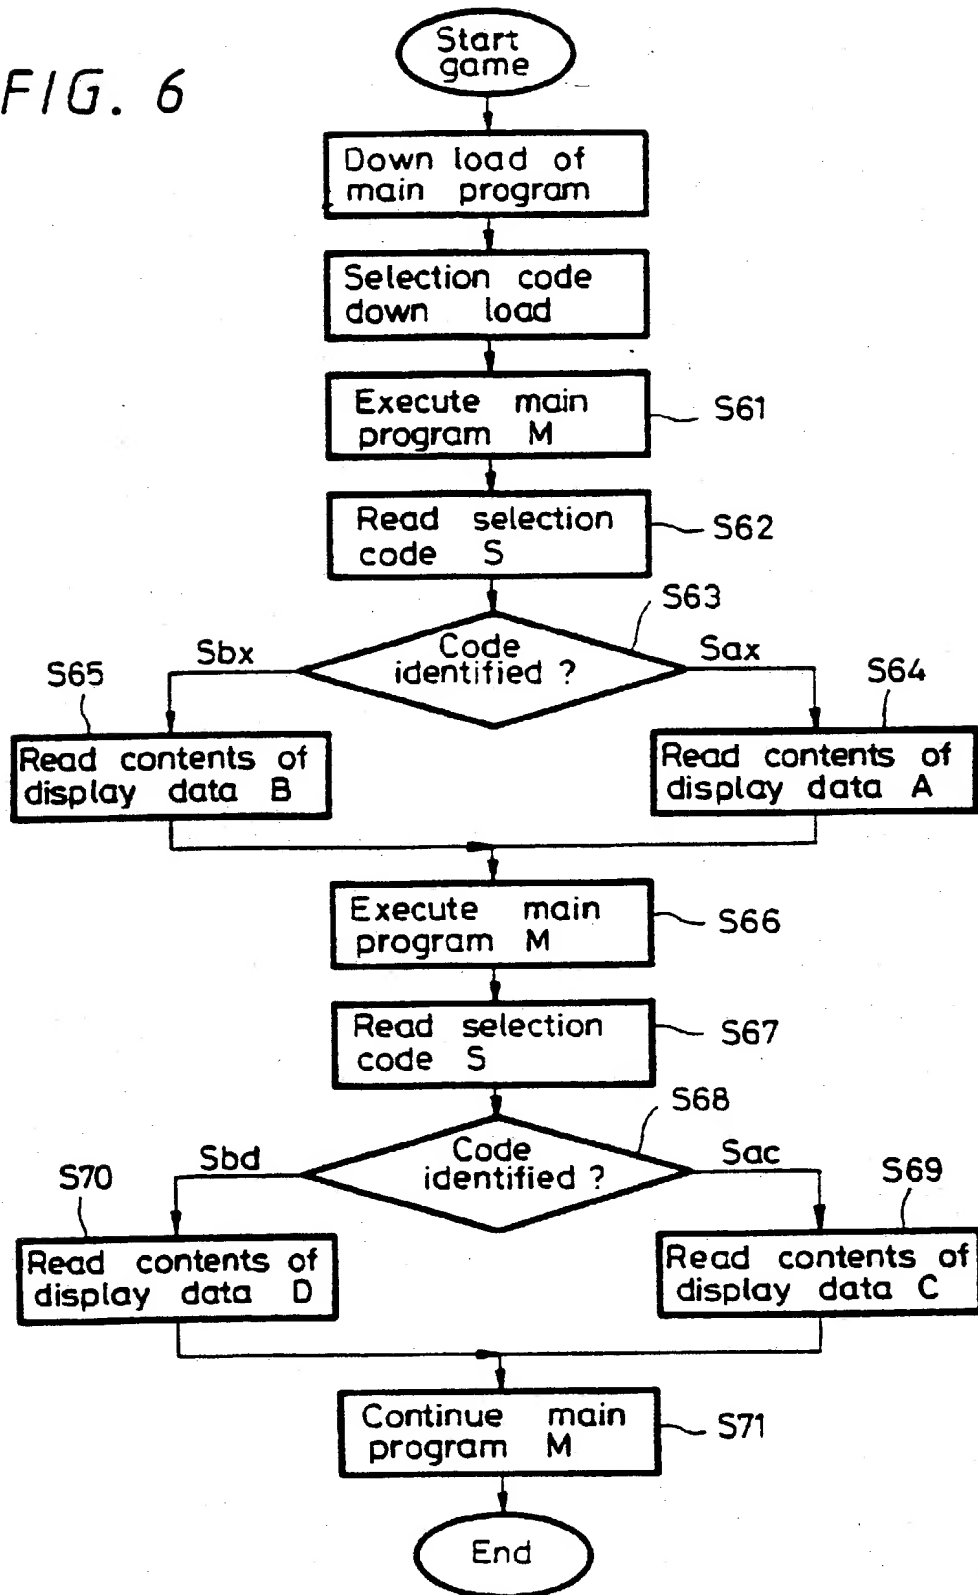 FIG. 6
Start
game
Down load of
main program
Selection code
down load
Execute main
program M
S61
Read selection
code S
S62
S63
Code
identified ?
Sbx
Sax
S65
S64
Read contents of
display data B
Read contents of
display data A
Execute main
program M
S66
Read selection
code S
S67
S68
Code
identified ?
Sbd
Sac
S70
S69
Read contents of
display data D
Read contents of
display data C
Continue main
program M
S71
End